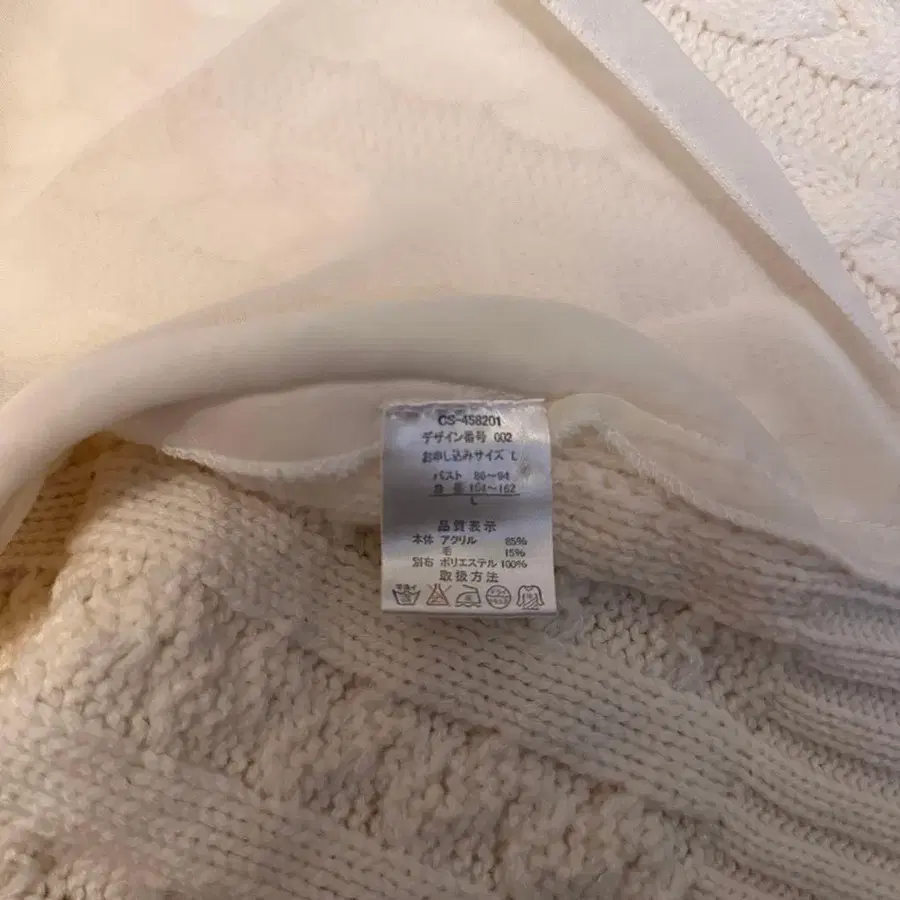 CS-458201
デザイン番号 002
お申し込みサイズ L
バスト 86〜94
身長 154〜162
L
品質表示
本体 アクリル 85%
毛 15%
別布 ポリエステル 100%
取扱方法